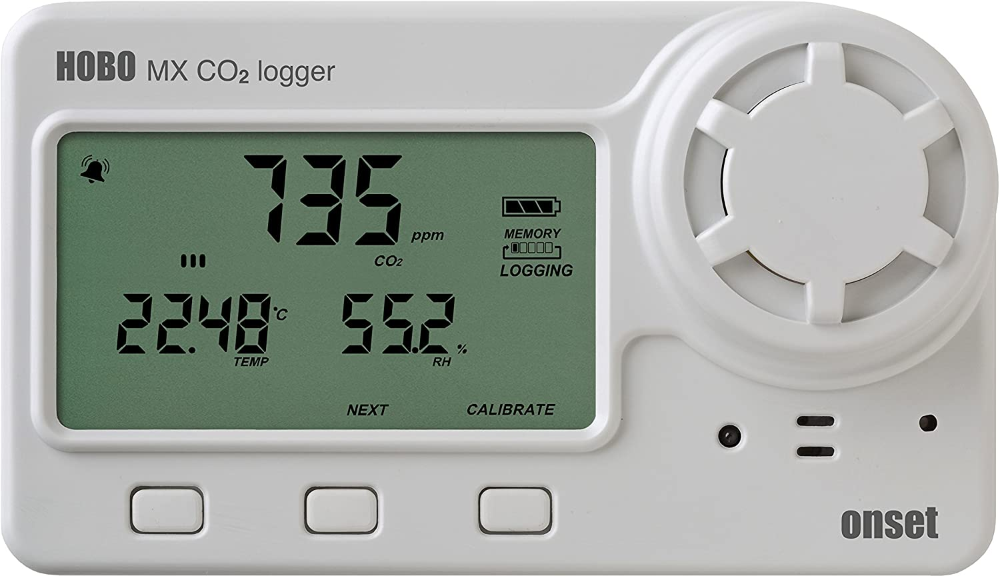 HOBO MX CO₂ logger
735 ppm
CO₂
MEMORY
LOGGING
22.48 °C
TEMP
55.2 %
RH
NEXT CALIBRATE
onset